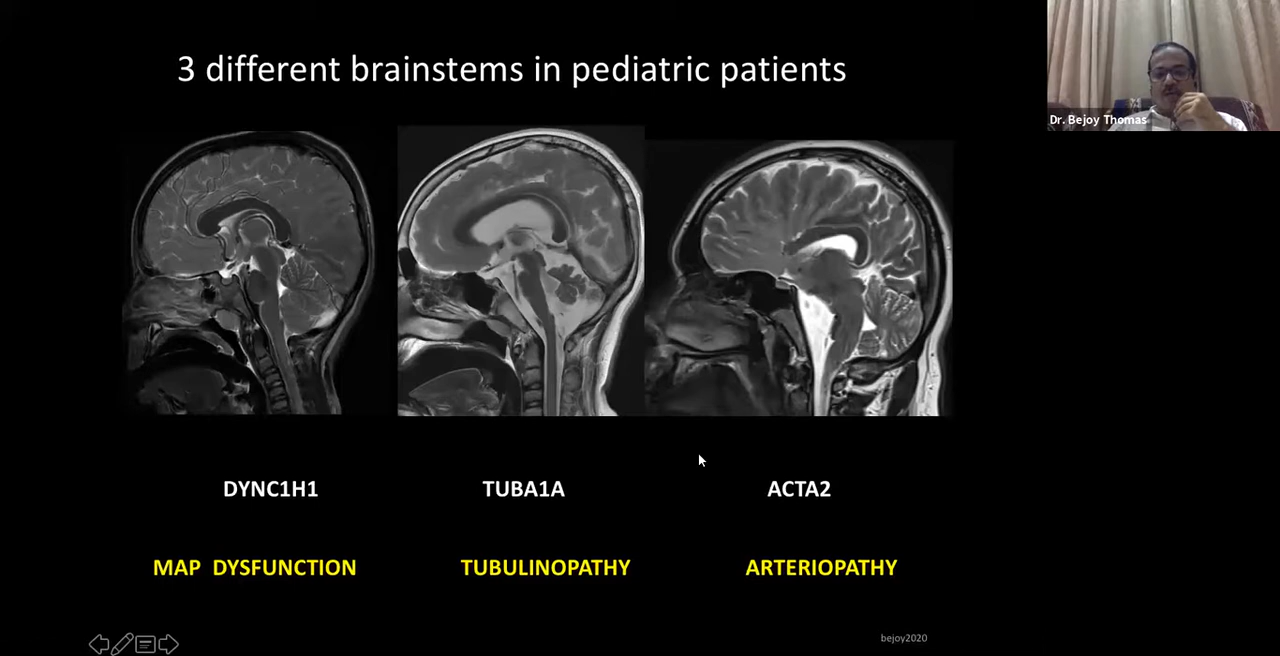 3 different brainstems in pediatric patients
Dr. Bejoy Thomas
DYNC1H1 TUBA1A ACTA2
MAP DYSFUNCTION TUBULINOPATHY ARTERIOPATHY
bejoy2020